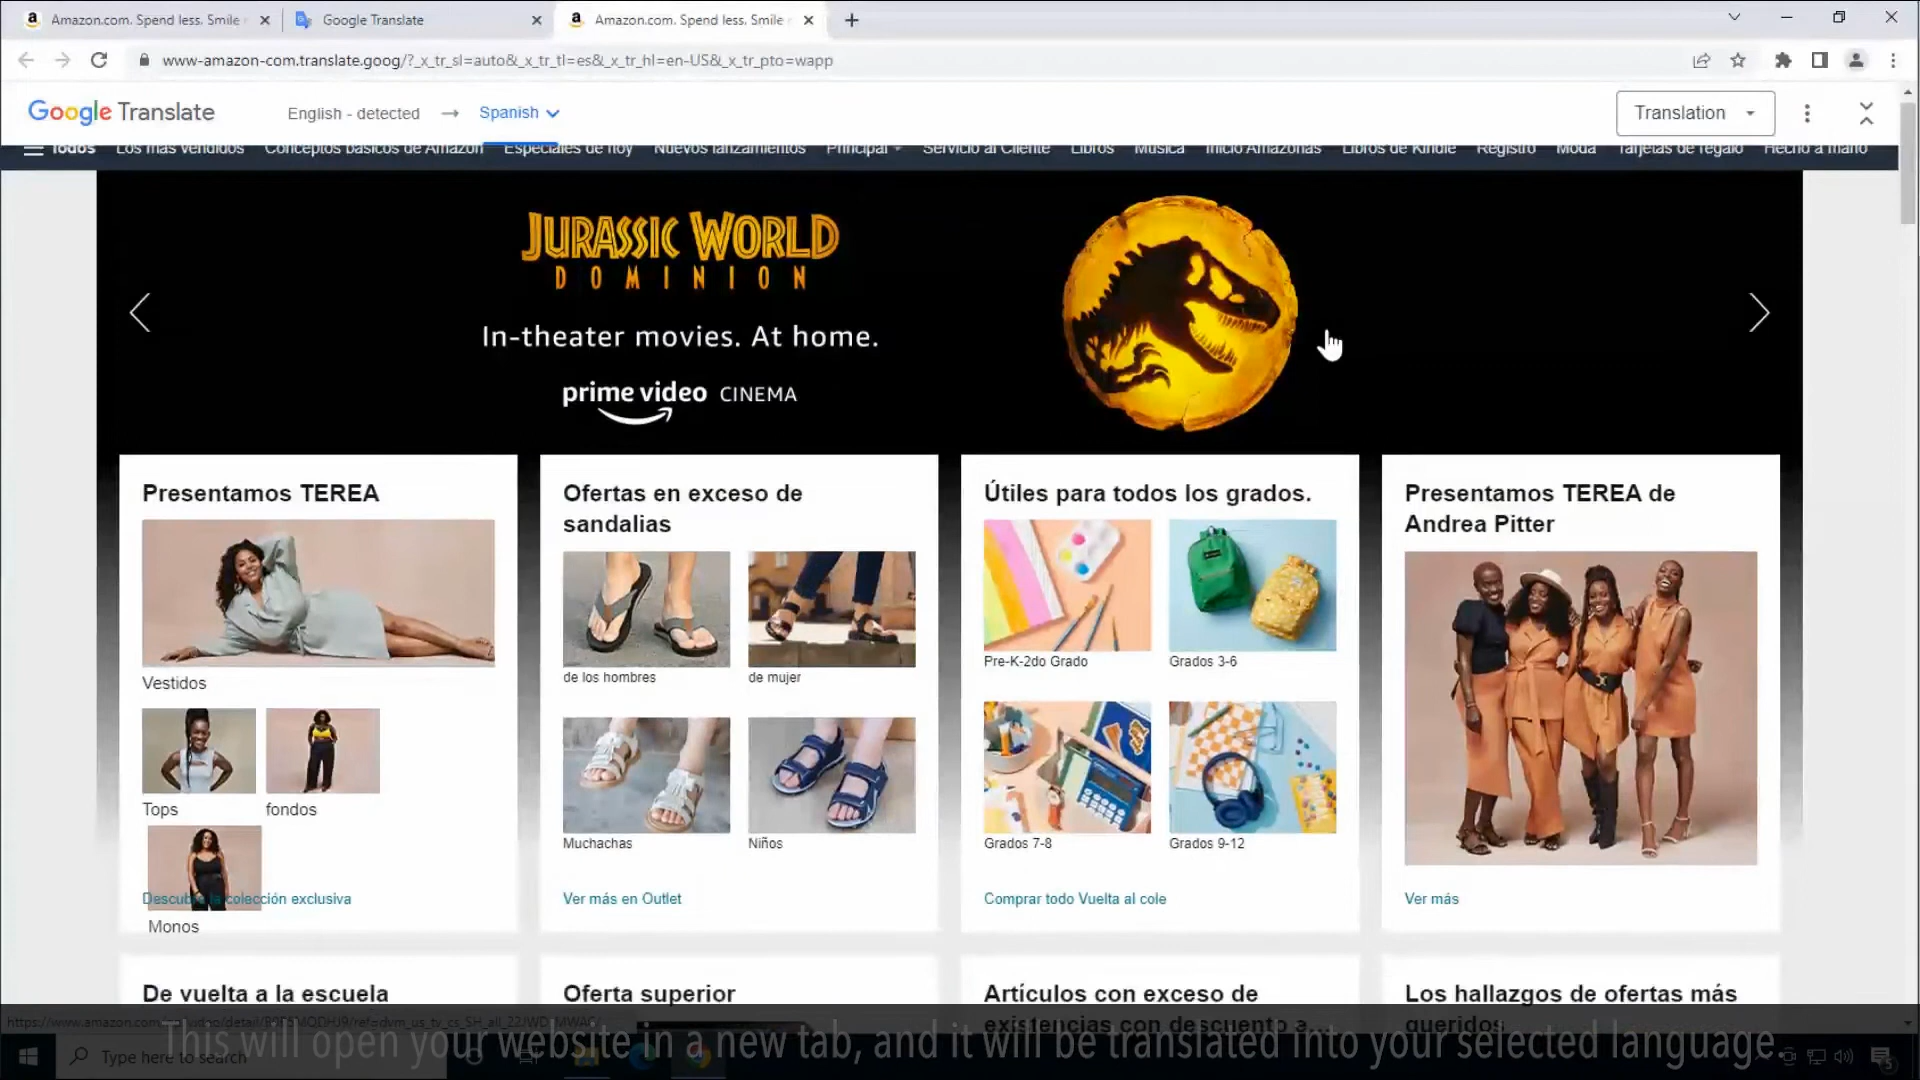 Amazon.com. Spend less. Smile
Google Translate
Amazon.com. Spend less. Smile
www-amazon-com.translate.goog/?_x_tr_sl=auto&_x_tr_tl=es&_x_tr_hl=en-US&_x_tr_pto=wapp
Google Translate
English - detected
Spanish
Translation
Todos Los más vendidos Conceptos básicos de Amazon Especiales de hoy Nuevos lanzamientos Principal Servicio al Cliente Libros Música Inicio Amazonas Libros de Kindle Registro Moda Tarjetas de regalo Hecho a mano
JURASSIC WORLD
DOMINION
In-theater movies. At home.
prime video CINEMA
Presentamos TEREA
Vestidos
Tops
fondos
Descubre la colección exclusiva
Monos
Ofertas en exceso de
sandalias
de los hombres
de mujer
Muchachas
Niños
Ver más en Outlet
Útiles para todos los grados.
Pre-K-2do Grado
Grados 3-6
Grados 7-8
Grados 9-12
Comprar todo Vuelta al cole
Presentamos TEREA de
Andrea Pitter
Ver más
De vuelta a la escuela
Oferta superior
Artículos con exceso de
existencias con descuento a...
Los hallazgos de ofertas más
queridos
Type here to search
This will open your website in a new tab, and it will be translated into your selected language.